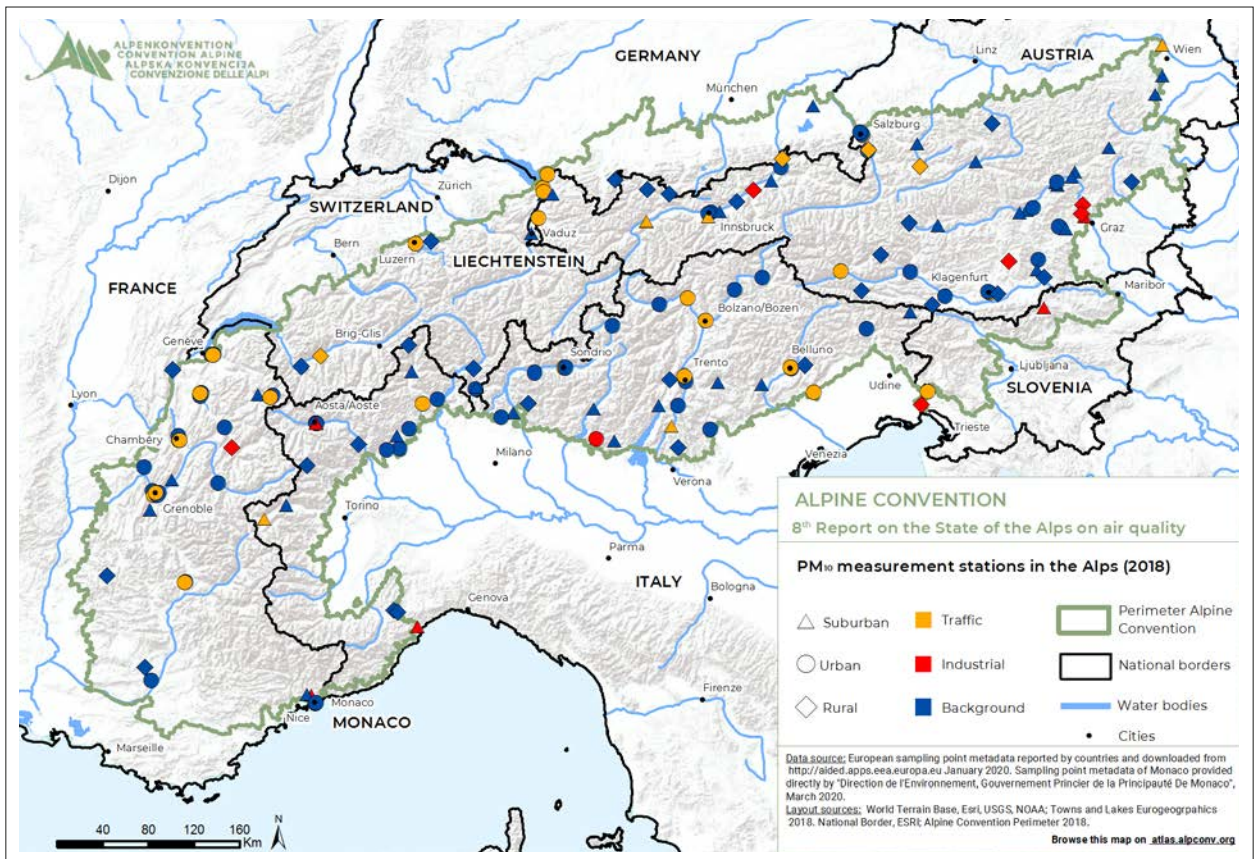 ALPENKONVENTION
CONVENTION ALPINE
ALPSKA KONVENCIJA
CONVENZIONE DELLE ALPI
GERMANY
AUSTRIA
Linz
Wien
München
Salzburg
Dijon
Zürich
SWITZERLAND
Innsbruck
Vaduz
Graz
Bern
Luzern
LIECHTENSTEIN
Klagenfurt
Maribor
FRANCE
Bolzano/Bozen
Brig-Glis
Genève
Sondrio
Trento
Belluno
Ljubljana
Udine
SLOVENIA
Lyon
Aosta/Aoste
Chambéry
Trieste
Milano
Venezia
Verona
Grenoble
Torino
Parma
ITALY
Bologna
Genova
Firenze
Monaco
Nice
MONACO
Marseille
ALPINE CONVENTION
8th Report on the State of the Alps on air quality
PM10 measurement stations in the Alps (2018)
Suburban
Traffic
Perimeter Alpine
Convention
Urban
Industrial
National borders
Rural
Background
Water bodies
Cities
Data source: European sampling point metadata reported by countries and downloaded from
http://aided.apps.eea.europa.eu January 2020. Sampling point metadata of Monaco provided
directly by "Direction de l'Environnement, Gouvernement Princier de la Principauté De Monaco",
March 2020.
Layout sources: World Terrain Base, Esri, USGS, NOAA; Towns and Lakes Eurogeogrpahics
2018. National Border, ESRI; Alpine Convention Perimeter 2018.
Browse this map on atlas.alpconv.org
40 80 120 160
Km
N